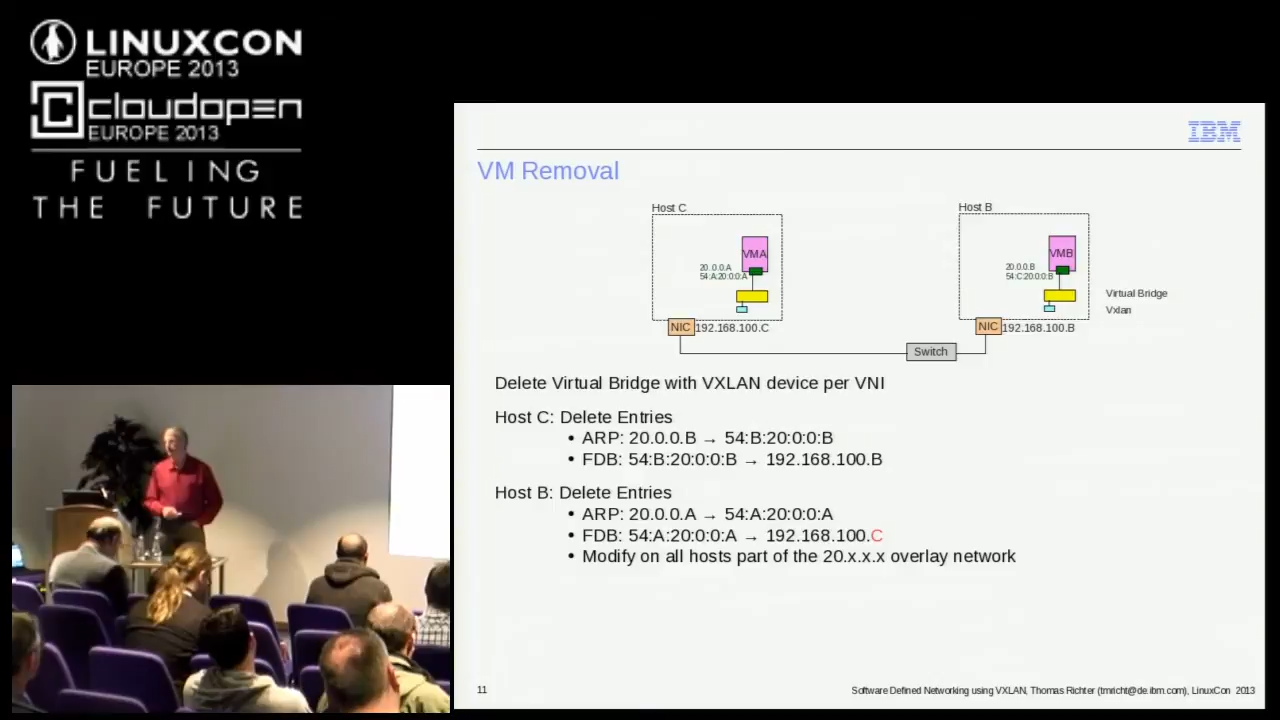 LINUXCON
EUROPE 2013
cloudopen
EUROPE 2013
FUELING
THE FUTURE
IBM
VM Removal
Host C
Host B
VMA
20..0.0.A
54:A:20:0:0:A
VMB
20.0.0.B
54:C:20:0:0:B
Virtual Bridge
Vxlan
NIC 192.168.100.C
NIC 192.168.100.B
Switch
Delete Virtual Bridge with VXLAN device per VNI
Host C: Delete Entries
• ARP: 20.0.0.B → 54:B:20:0:0:B
• FDB: 54:B:20:0:0:B → 192.168.100.B
Host B: Delete Entries
• ARP: 20.0.0.A → 54:A:20:0:0:A
• FDB: 54:A:20:0:0:A → 192.168.100.C
• Modify on all hosts part of the 20.x.x.x overlay network
11
Software Defined Networking using VXLAN, Thomas Richter (tmricht@de.ibm.com), LinuxCon 2013